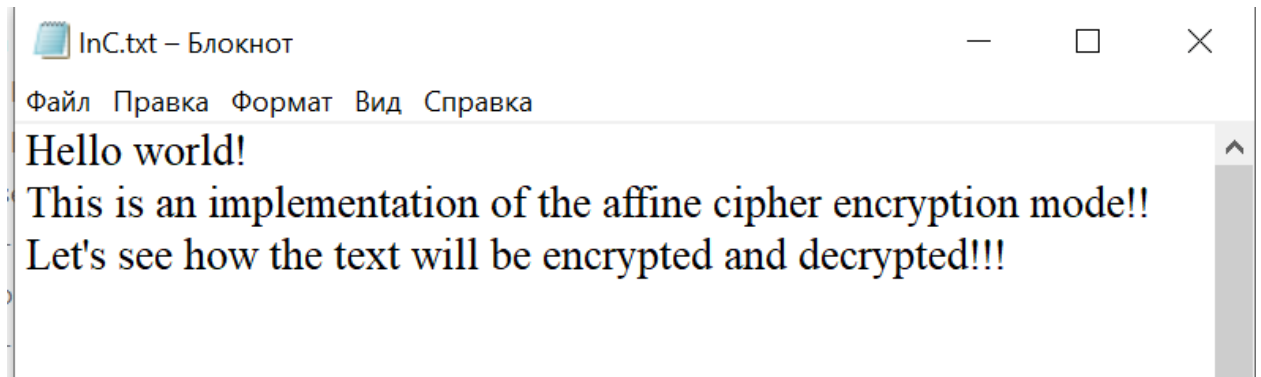 InC.txt – Блокнот
Файл Правка Формат Вид Справка
Hello world!
This is an implementation of the affine cipher encryption mode!!
Let's see how the text will be encrypted and decrypted!!!